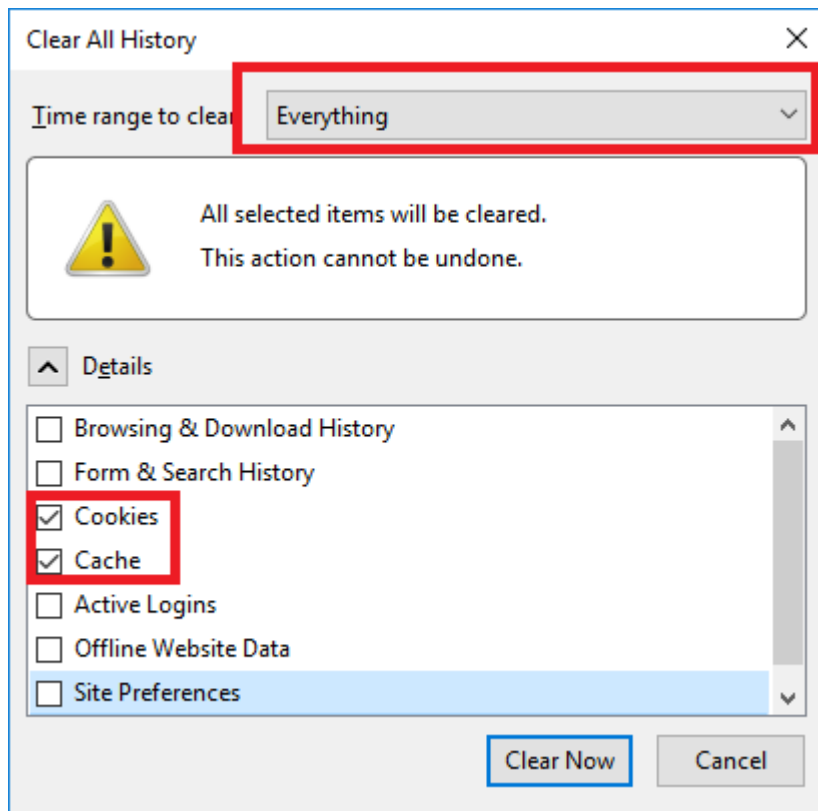 Clear All History
Time range to clear
Everything
All selected items will be cleared.
This action cannot be undone.
Details
Browsing & Download History
Form & Search History
Cookies
Cache
Active Logins
Offline Website Data
Site Preferences
Clear Now
Cancel